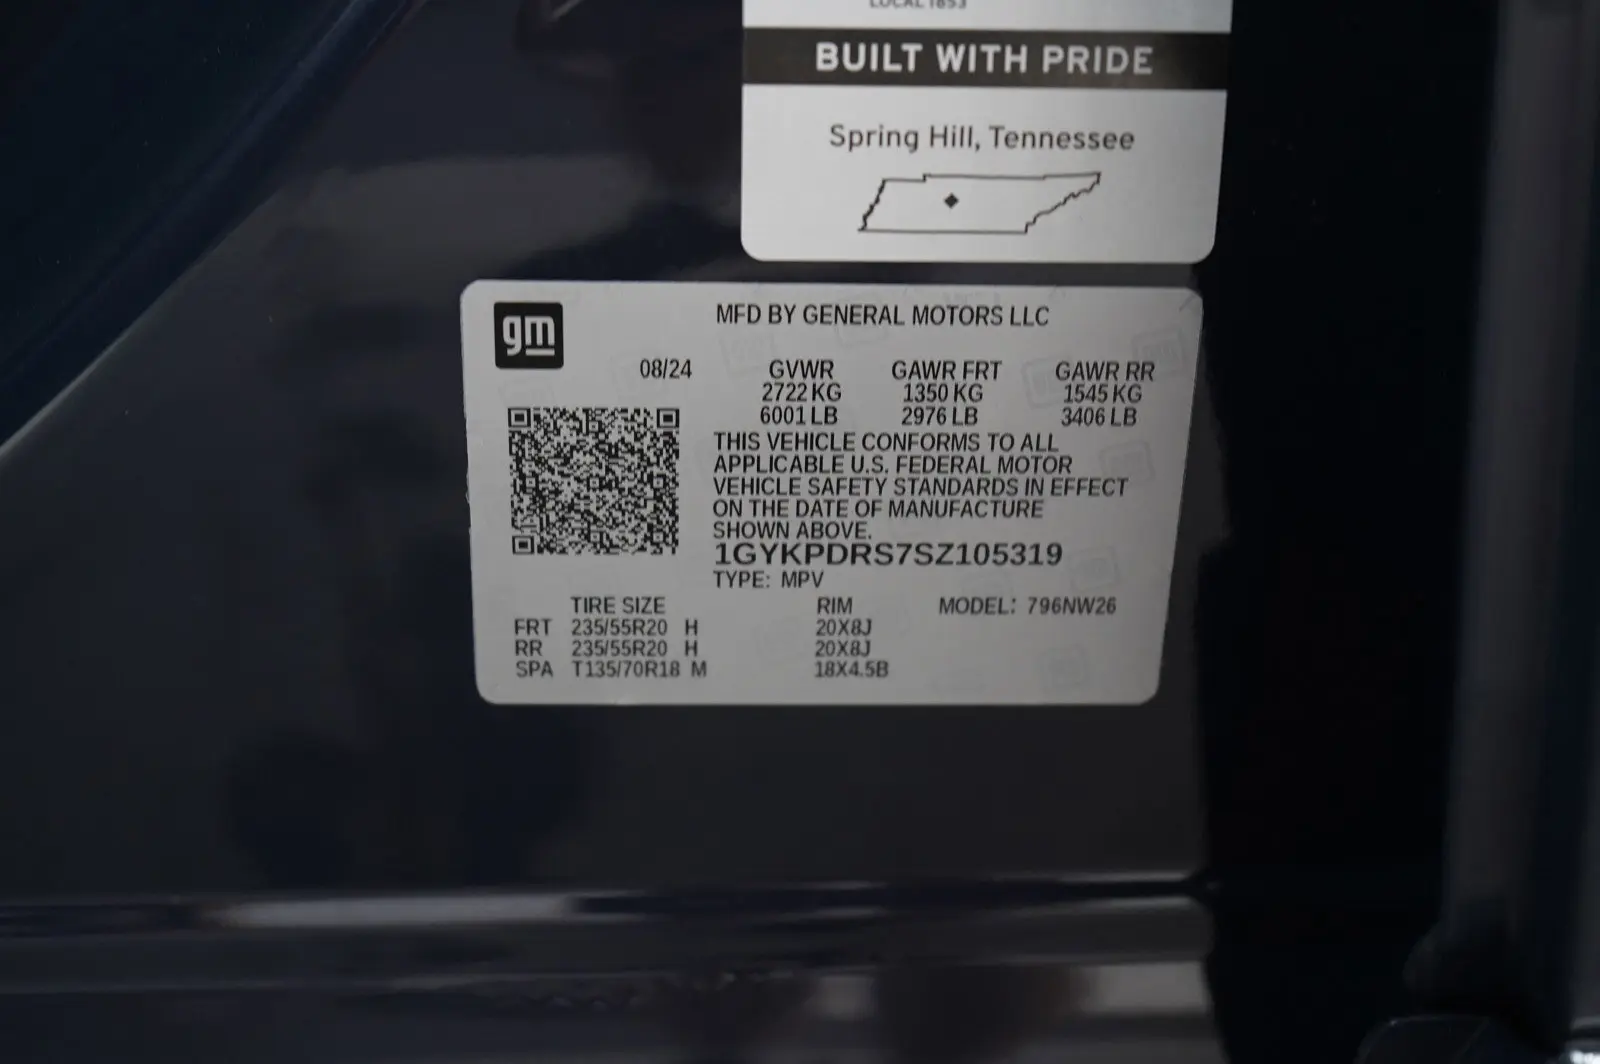 LOCAL 1853
BUILT WITH PRIDE
Spring Hill, Tennessee
gm
MFD BY GENERAL MOTORS LLC
08/24 GVWR GAWR FRT GAWR RR
2722 KG 1350 KG 1545 KG
6001 LB 2976 LB 3406 LB
THIS VEHICLE CONFORMS TO ALL
APPLICABLE U.S. FEDERAL MOTOR
VEHICLE SAFETY STANDARDS IN EFFECT
ON THE DATE OF MANUFACTURE
SHOWN ABOVE.
1GYKPDRS7SZ105319
TYPE: MPV
TIRE SIZE RIM MODEL: 796NW26
FRT 235/55R20 H 20X8J
RR 235/55R20 H 20X8J
SPA T135/70R18 M 18X4.5B